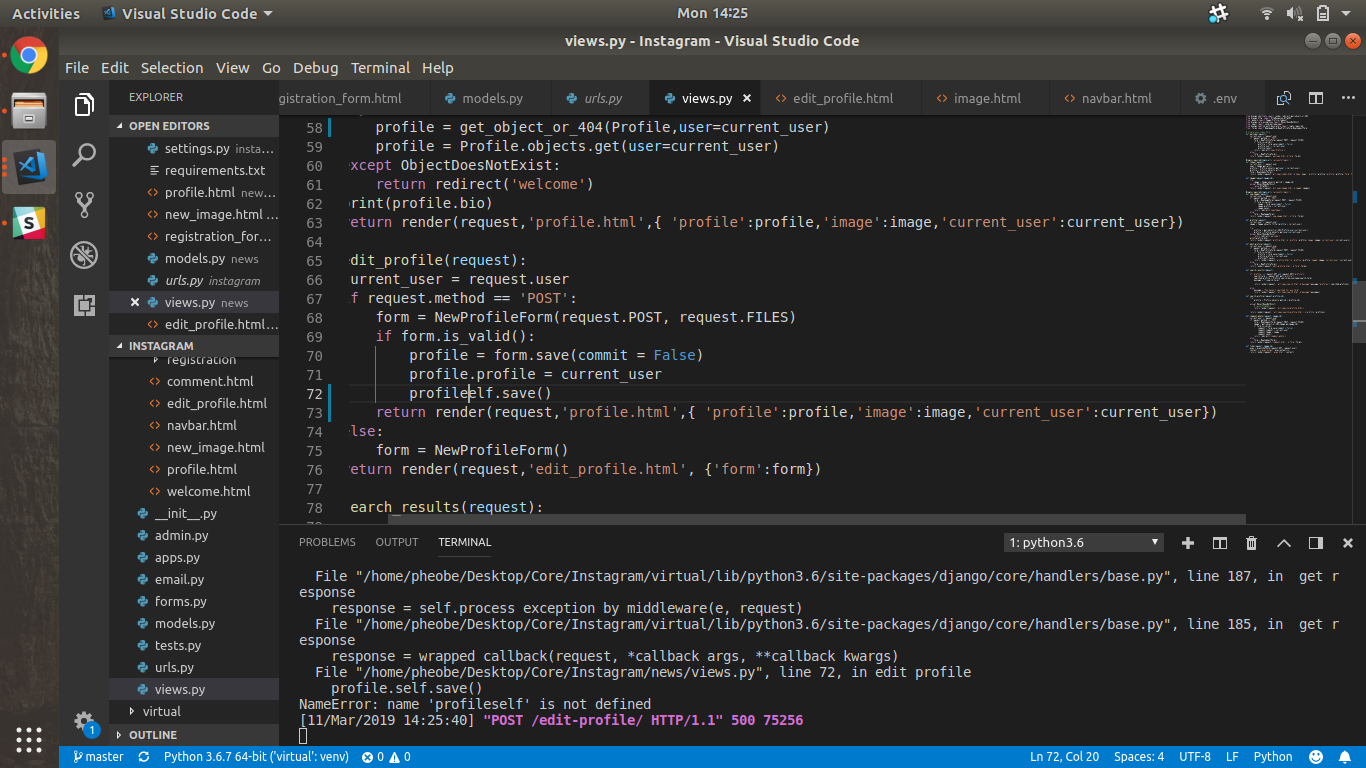 Activities Visual Studio Code Mon 14:25
views.py - Instagram - Visual Studio Code
File Edit Selection View Go Debug Terminal Help
EXPLORER
OPEN EDITORS
settings.py insta...
requirements.txt
profile.html new...
new_image.html ...
registration_for...
models.py news
urls.py instagram
views.py news
edit_profile.html...
INSTAGRAM
registration
comment.html
edit_profile.html
navbar.html
new_image.html
profile.html
welcome.html
__init__.py
admin.py
apps.py
email.py
forms.py
models.py
tests.py
urls.py
views.py
virtual
OUTLINE
1
gistration_form.html models.py urls.py views.py edit_profile.html image.html navbar.html .env
58 profile = get_object_or_404(Profile,user=current_user)
59 profile = Profile.objects.get(user=current_user)
60 xcept ObjectDoesNotExist:
61 return redirect('welcome')
62 rint(profile.bio)
63 eturn render(request,'profile.html',{ 'profile':profile,'image':image,'current_user':current_user})
64
65 dit_profile(request):
66 urrent_user = request.user
67 f request.method == 'POST':
68 form = NewProfileForm(request.POST, request.FILES)
69 if form.is_valid():
70 profile = form.save(commit = False)
71 profile.profile = current_user
72 profileelf.save()
73 return render(request,'profile.html',{ 'profile':profile,'image':image,'current_user':current_user})
74 lse:
75 form = NewProfileForm()
76 eturn render(request,'edit_profile.html', {'form':form})
77
78 earch_results(request):
PROBLEMS OUTPUT TERMINAL 1: python3.6
File "/home/pheobe/Desktop/Core/Instagram/virtual/lib/python3.6/site-packages/django/core/handlers/base.py", line 187, in get r
esponse
response = self.process exception by middleware(e, request)
File "/home/pheobe/Desktop/Core/Instagram/virtual/lib/python3.6/site-packages/django/core/handlers/base.py", line 185, in get r
esponse
response = wrapped callback(request, *callback args, **callback kwargs)
File "/home/pheobe/Desktop/Core/Instagram/news/views.py", line 72, in edit profile
profile.self.save()
NameError: name 'profileself' is not defined
[11/Mar/2019 14:25:40] "POST /edit-profile/ HTTP/1.1" 500 75256
master Python 3.6.7 64-bit ('virtual': venv) 0 0 Ln 72, Col 20 Spaces: 4 UTF-8 LF Python